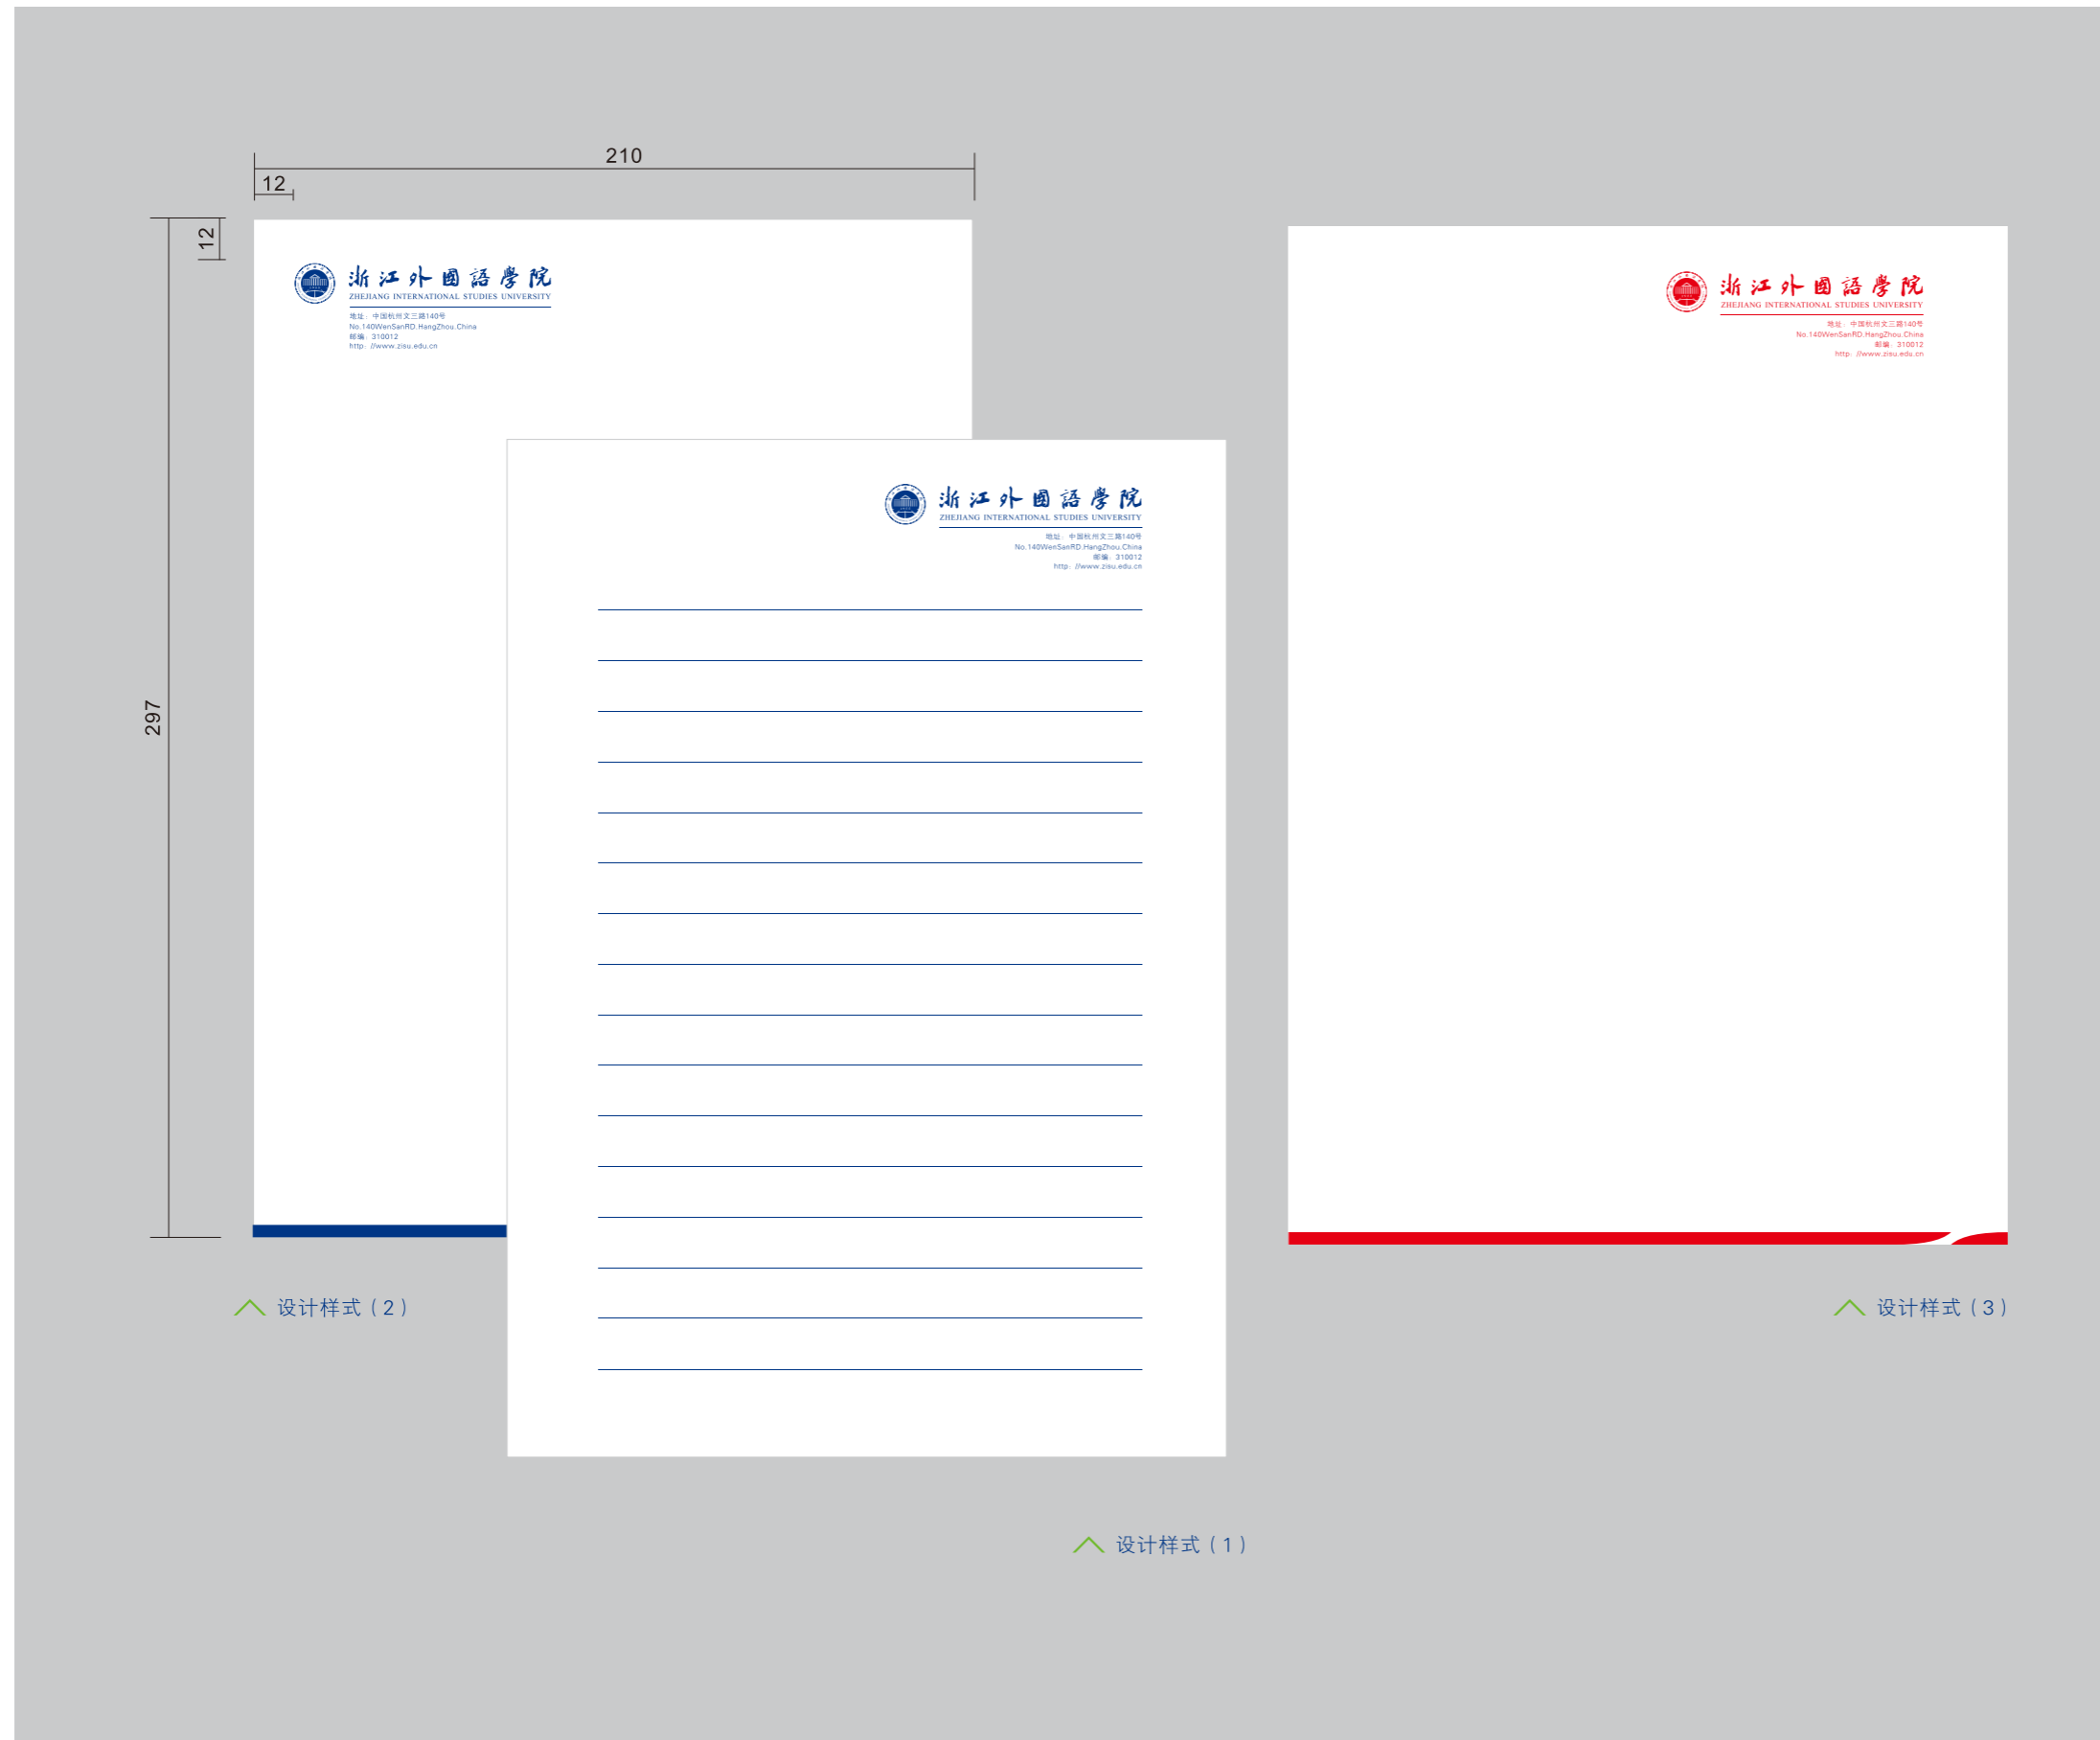 210
12
12
297
浙江外國語學院
ZHEJIANG INTERNATIONAL STUDIES UNIVERSITY
地址：中国杭州文三路140号
No.140WenSanRD.HangZhou.China
邮编：310012
http：//www.zisu.edu.cn
浙江外國語學院
ZHEJIANG INTERNATIONAL STUDIES UNIVERSITY
地址：中国杭州文三路140号
No.140WenSanRD.HangZhou.China
邮编：310012
http：//www.zisu.edu.cn
浙江外國語學院
ZHEJIANG INTERNATIONAL STUDIES UNIVERSITY
地址：中国杭州文三路140号
No.140WenSanRD.HangZhou.China
邮编：310012
http：//www.zisu.edu.cn
设计样式（2）
设计样式（3）
设计样式（1）